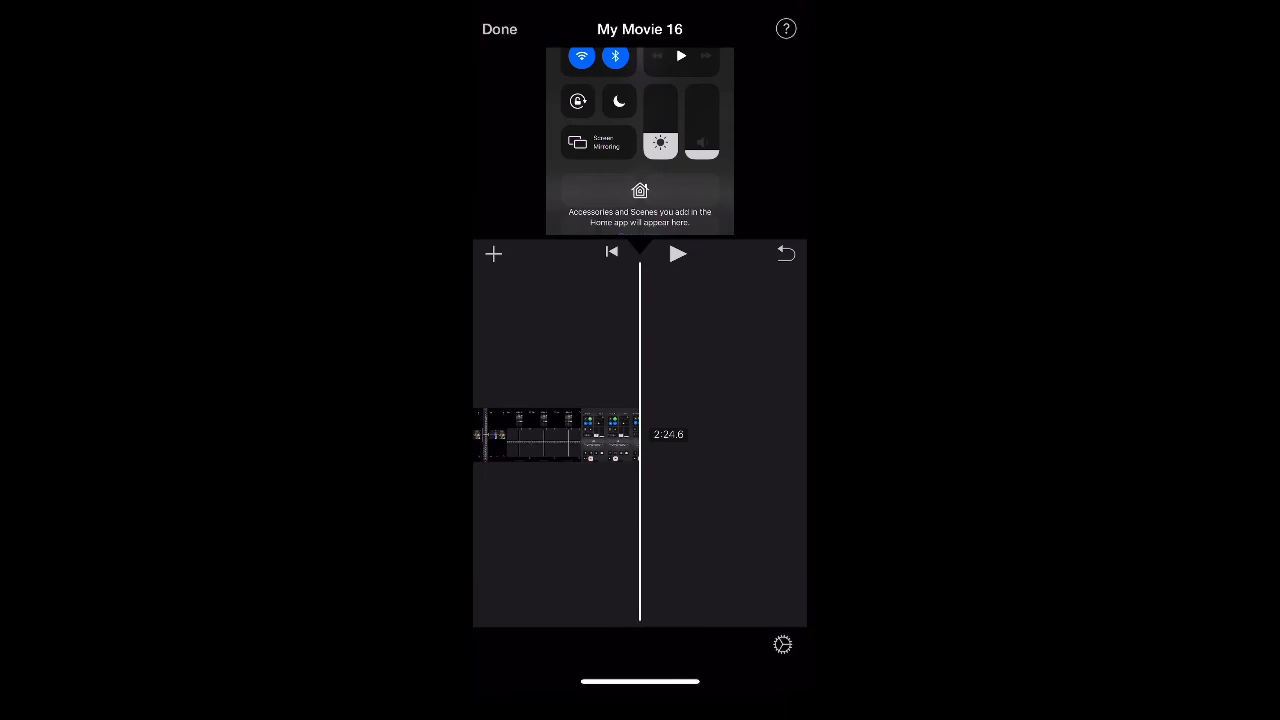 Done
My Movie 16
?
Screen
Mirroring
Accessories and Scenes you add in the
Home app will appear here.
2:24.6